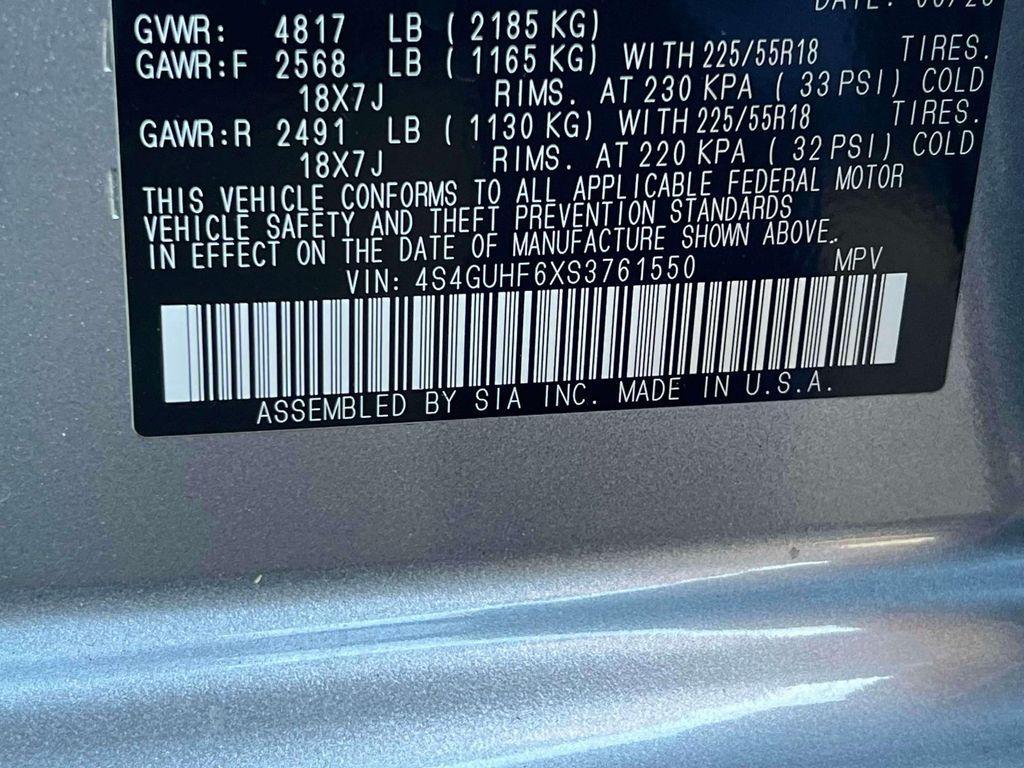 DATE:
GVWR: 4817 LB ( 2185 KG)
GAWR:F 2568 LB ( 1165 KG) WITH 225/55R18 TIRES.
18X7J RIMS. AT 230 KPA ( 33 PSI) COLD
GAWR:R 2491 LB ( 1130 KG) WITH 225/55R18 TIRES.
18X7J RIMS. AT 220 KPA ( 32 PSI) COLD
THIS VEHICLE CONFORMS TO ALL APPLICABLE FEDERAL MOTOR
VEHICLE SAFETY AND THEFT PREVENTION STANDARDS
IN EFFECT ON THE DATE OF MANUFACTURE SHOWN ABOVE.
VIN: 4S4GUHF6XS3761550 MPV
ASSEMBLED BY SIA INC. MADE IN U.S.A.